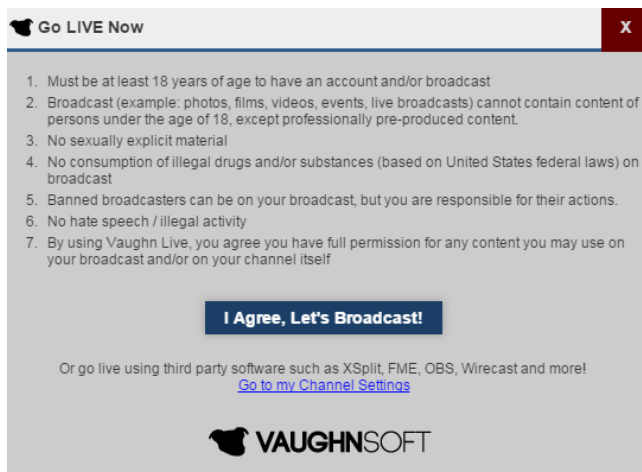 Go LIVE Now
X
1. Must be at least 18 years of age to have an account and/or broadcast
2. Broadcast (example: photos, films, videos, events, live broadcasts) cannot contain content of
persons under the age of 18, except professionally pre-produced content.
3. No sexually explicit material
4. No consumption of illegal drugs and/or substances (based on United States federal laws) on
broadcast
5. Banned broadcasters can be on your broadcast, but you are responsible for their actions.
6. No hate speech / illegal activity
7. By using Vaughn Live, you agree you have full permission for any content you may use on
your broadcast and/or on your channel itself
I Agree, Let's Broadcast!
Or go live using third party software such as XSplit, FME, OBS, Wirecast and more!
Go to my Channel Settings
VAUGHNSOFT